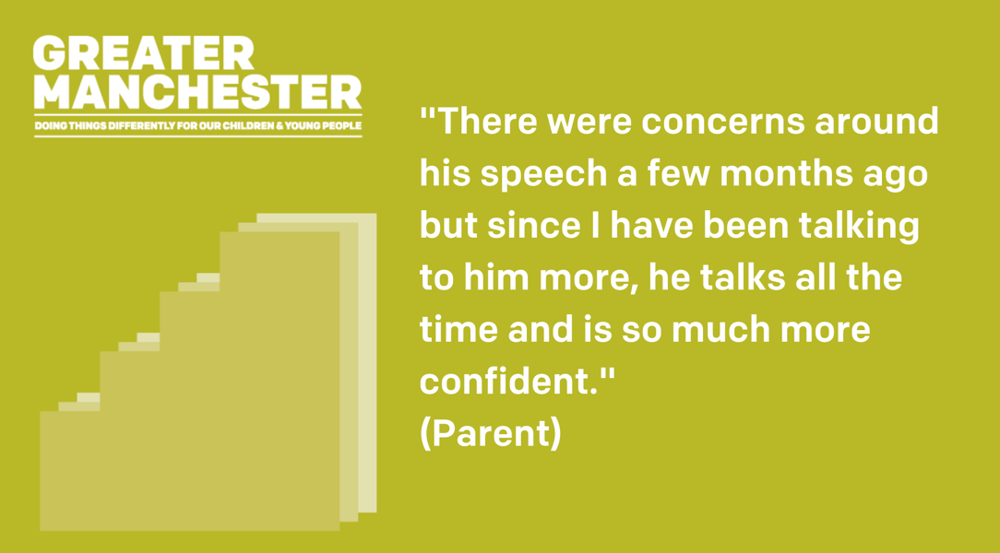 GREATER
MANCHESTER
DOING THINGS DIFFERENTLY FOR OUR CHILDREN & YOUNG PEOPLE
"There were concerns around
his speech a few months ago
but since I have been talking
to him more, he talks all the
time and is so much more
confident."
(Parent)